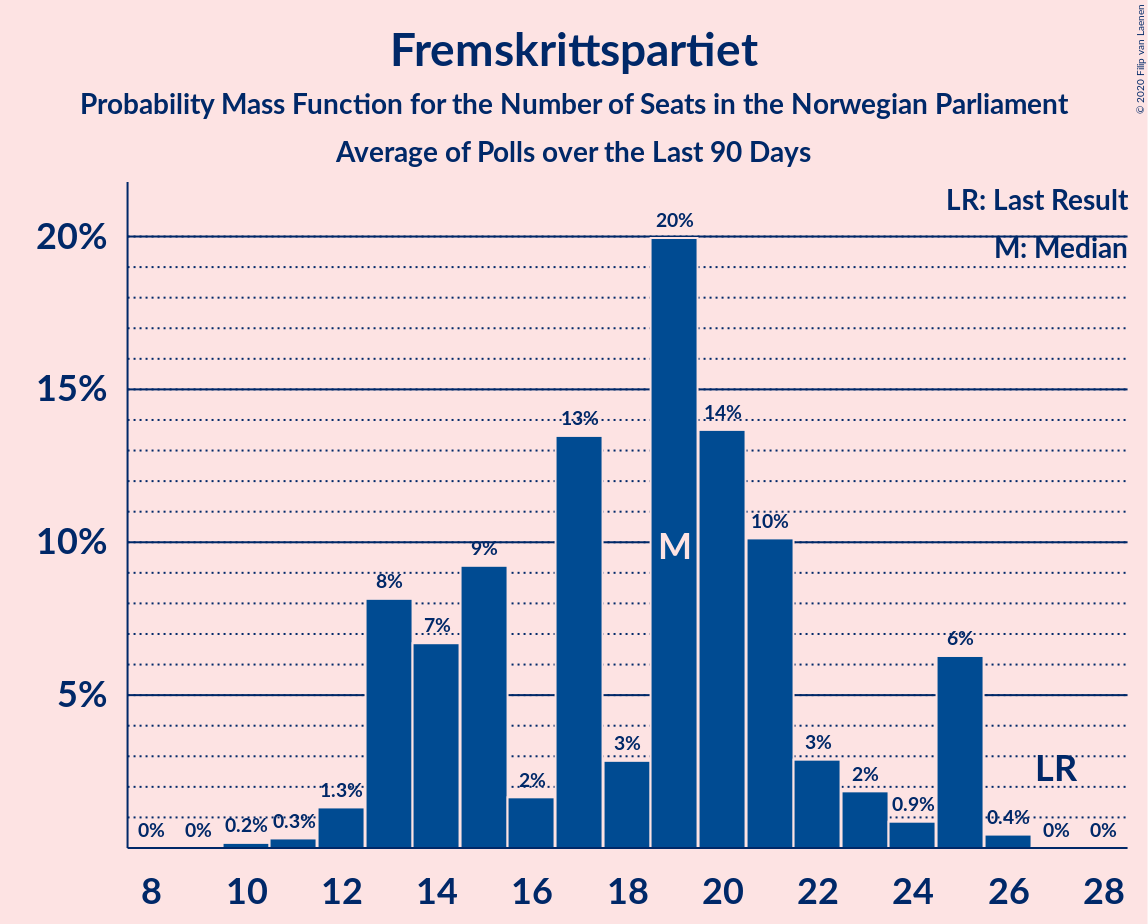 Fremskrittspartiet
Probability Mass Function for the Number of Seats in the Norwegian Parliament
Average of Polls over the Last 90 Days
© 2020 Filip van Laenen
LR: Last Result
M: Median
20%
15%
10%
5%
0%
0%
0.2%
0.3%
1.3%
8%
7%
9%
2%
13%
3%
20%
M
14%
10%
3%
2%
0.9%
6%
0.4%
LR
0%
0%
8 10 12 14 16 18 20 22 24 26 28